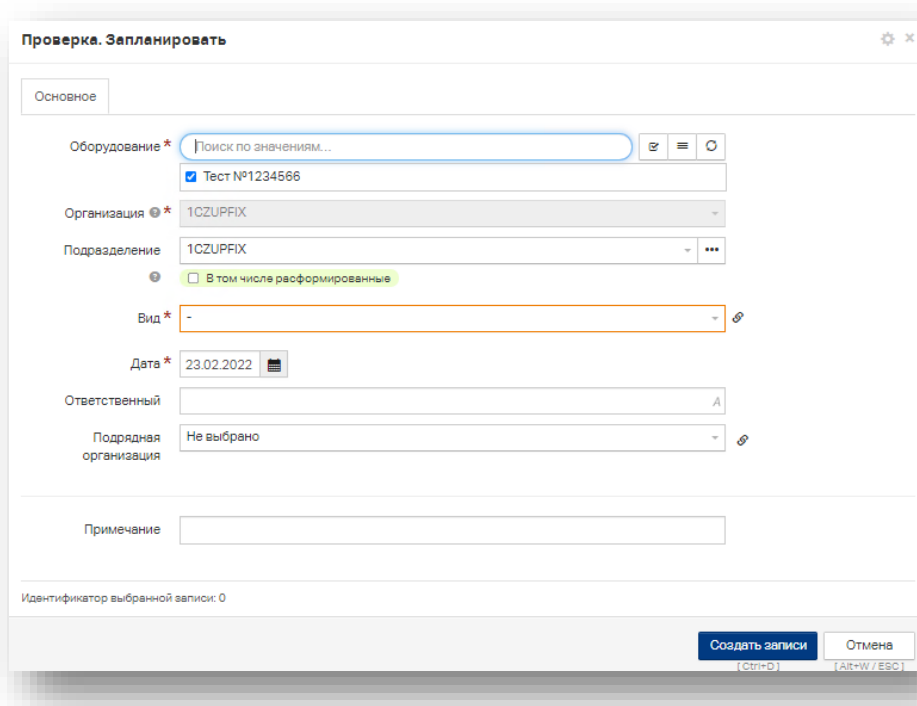 Проверка. Запланировать
Основное
Оборудование *
Поиск по значениям...
Тест №1234566
Организация * 1CZUPFIX
Подразделение 1CZUPFIX
В том числе расформированные
Вид * -
Дата * 23.02.2022
Ответственный
A
Подрядная организация
Не выбрано
Примечание
Идентификатор выбранной записи: 0
Создать записи Отмена
[Ctrl+D] [Alt+W / ESC]